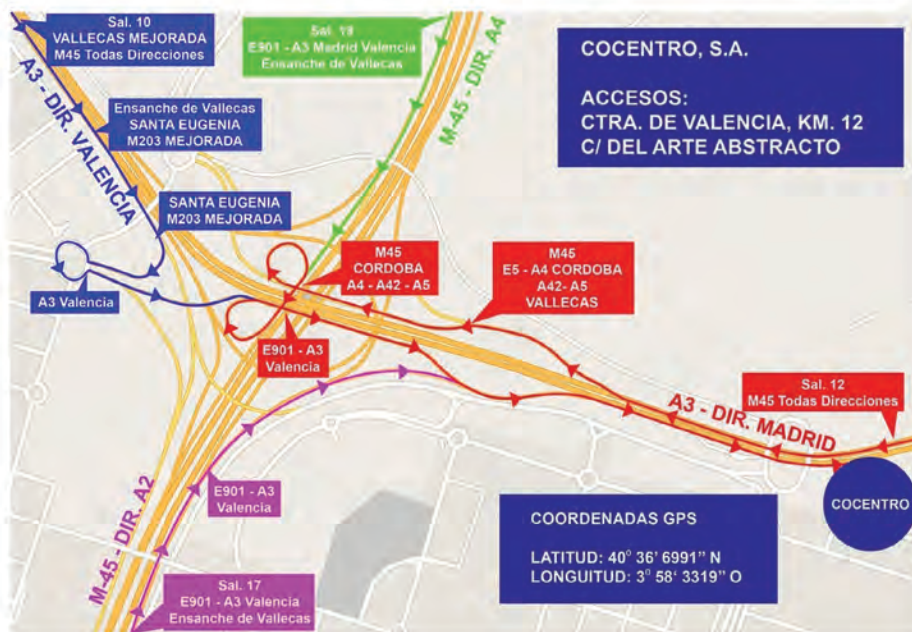 Sal. 10
VALLECAS MEJORADA
M45 Todas Direcciones
Sal. 19
E901 - A3 Madrid Valencia
Ensanche de Vallecas
COCENTRO, S.A.
ACCESOS:
CTRA. DE VALENCIA, KM. 12
C/ DEL ARTE ABSTRACTO
A3 - DIR. VALENCIA
M-45 - DIR. A4
Ensanche de Vallecas
SANTA EUGENIA
M203 MEJORADA
SANTA EUGENIA
M203 MEJORADA
A3 Valencia
M45
CORDOBA
A4 - A42 - A5
M45
E5 - A4 CORDOBA
A42- A5
VALLECAS
E901 - A3
Valencia
Sal. 12
M45 Todas Direcciones
A3 - DIR. MADRID
E901 - A3
Valencia
M-45 - DIR. A2
COCENTRO
COORDENADAS GPS
LATITUD: 40º 36' 6991” N
LONGUITUD: 3º 58‘ 3319” O
Sal. 17
E901 - A3 Valencia
Ensanche de Vallecas